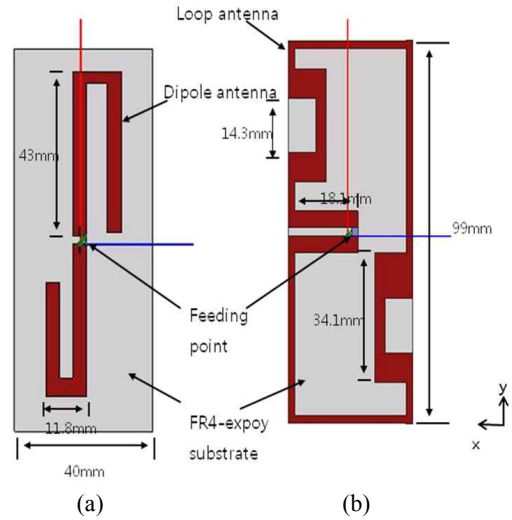 Loop antenna
Dipole antenna
43mm
14.3mm
18.1mm
99mm
Feeding
point
34.1mm
11.8mm
FR4-expoy
substrate
40mm
y
x
(a)
(b)